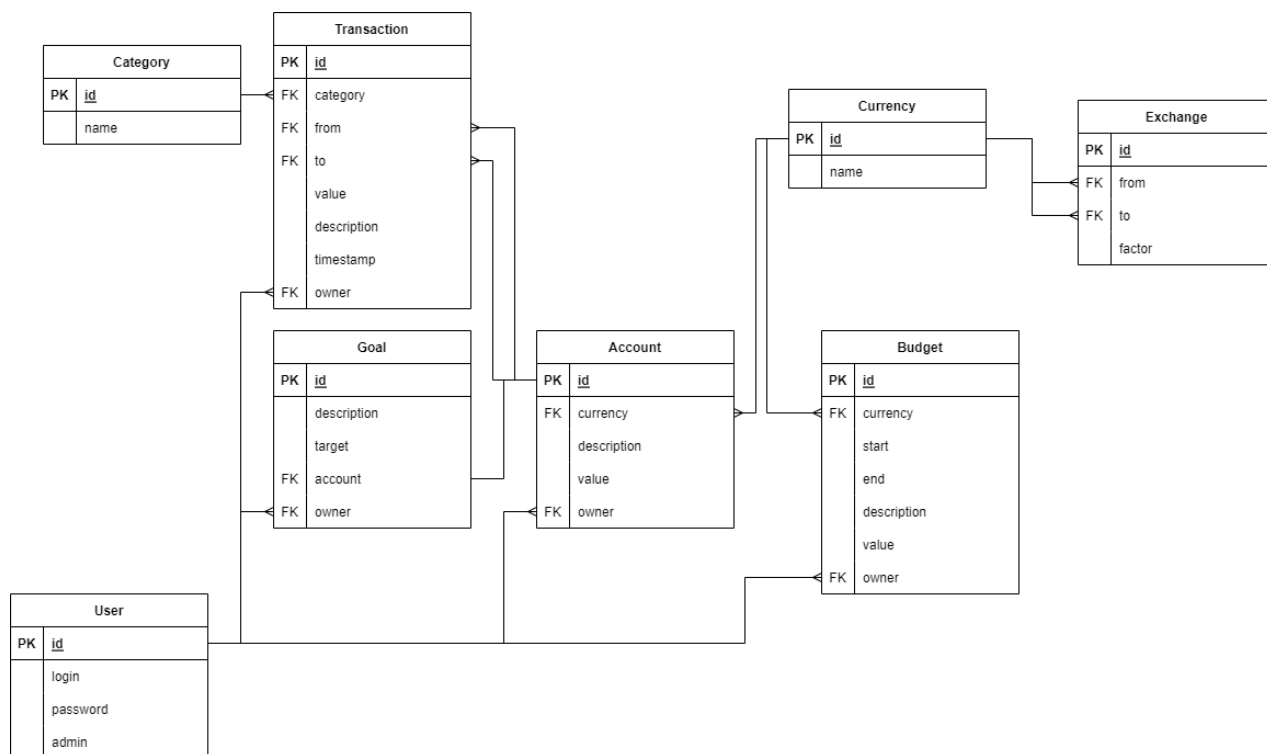 Transaction
PK id
FK category
FK from
FK to
value
description
timestamp
FK owner
Category
PK id
name
Currency
PK id
name
Exchange
PK id
FK from
FK to
factor
Goal
PK id
description
target
FK account
FK owner
Account
PK id
FK currency
description
value
FK owner
Budget
PK id
FK currency
start
end
description
value
FK owner
User
PK id
login
password
admin